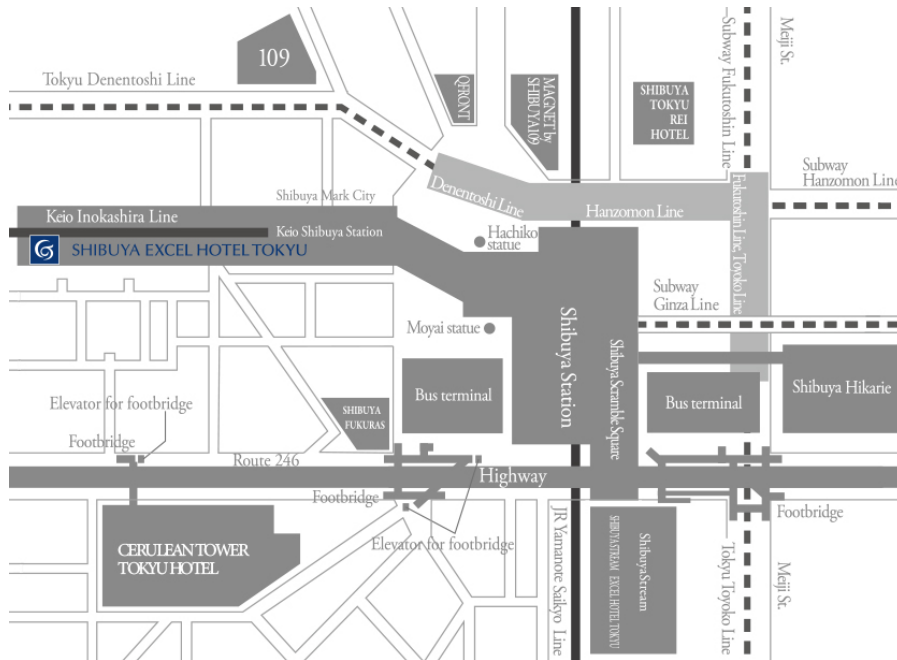 109
Tokyu Denentoshi Line
QFRONT
MAGNET by
SHIBUYA109
SHIBUYA
TOKYU
REI
HOTEL
Subway Fukutoshin Line
Meiji St.
Subway
Hanzomon Line
Denentoshi Line
Hanzomon Line
Fukutoshin Line, Toyoko Line
Shibuya Mark City
Keio Inokashira Line
Keio Shibuya Station
SHIBUYA EXCEL HOTEL TOKYU
Hachiko
statue
Subway
Ginza Line
Moyai statue
Shibuya Station
Shibuya Scramble Square
Bus terminal
Bus terminal
Shibuya Hikarie
Elevator for footbridge
SHIBUYA
FUKURAS
Footbridge
Route 246
Highway
Footbridge
Footbridge
Elevator for footbridge
CERULEAN TOWER
TOKYU HOTEL
JR Yamanote Saikyo Line
SHIBUYA STREAM EXCEL HOTEL TOKYU
ShibuyaStream
Tokyu Toyoko Line
Meiji St.